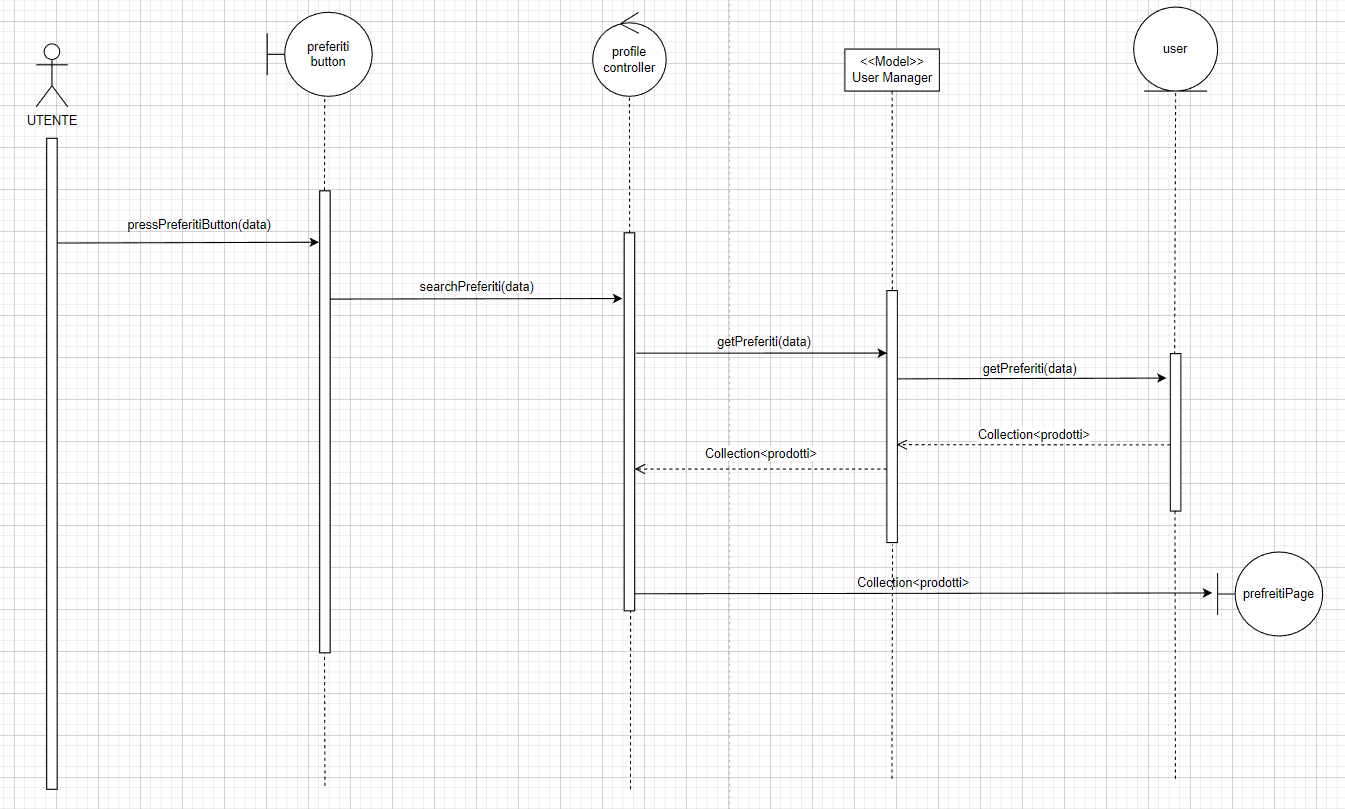 preferiti
button
profile
controller
<<Model>>
User Manager
user
UTENTE
pressPreferitiButton(data)
searchPreferiti(data)
getPreferiti(data)
getPreferiti(data)
Collection<prodotti>
Collection<prodotti>
Collection<prodotti>
prefreitiPage